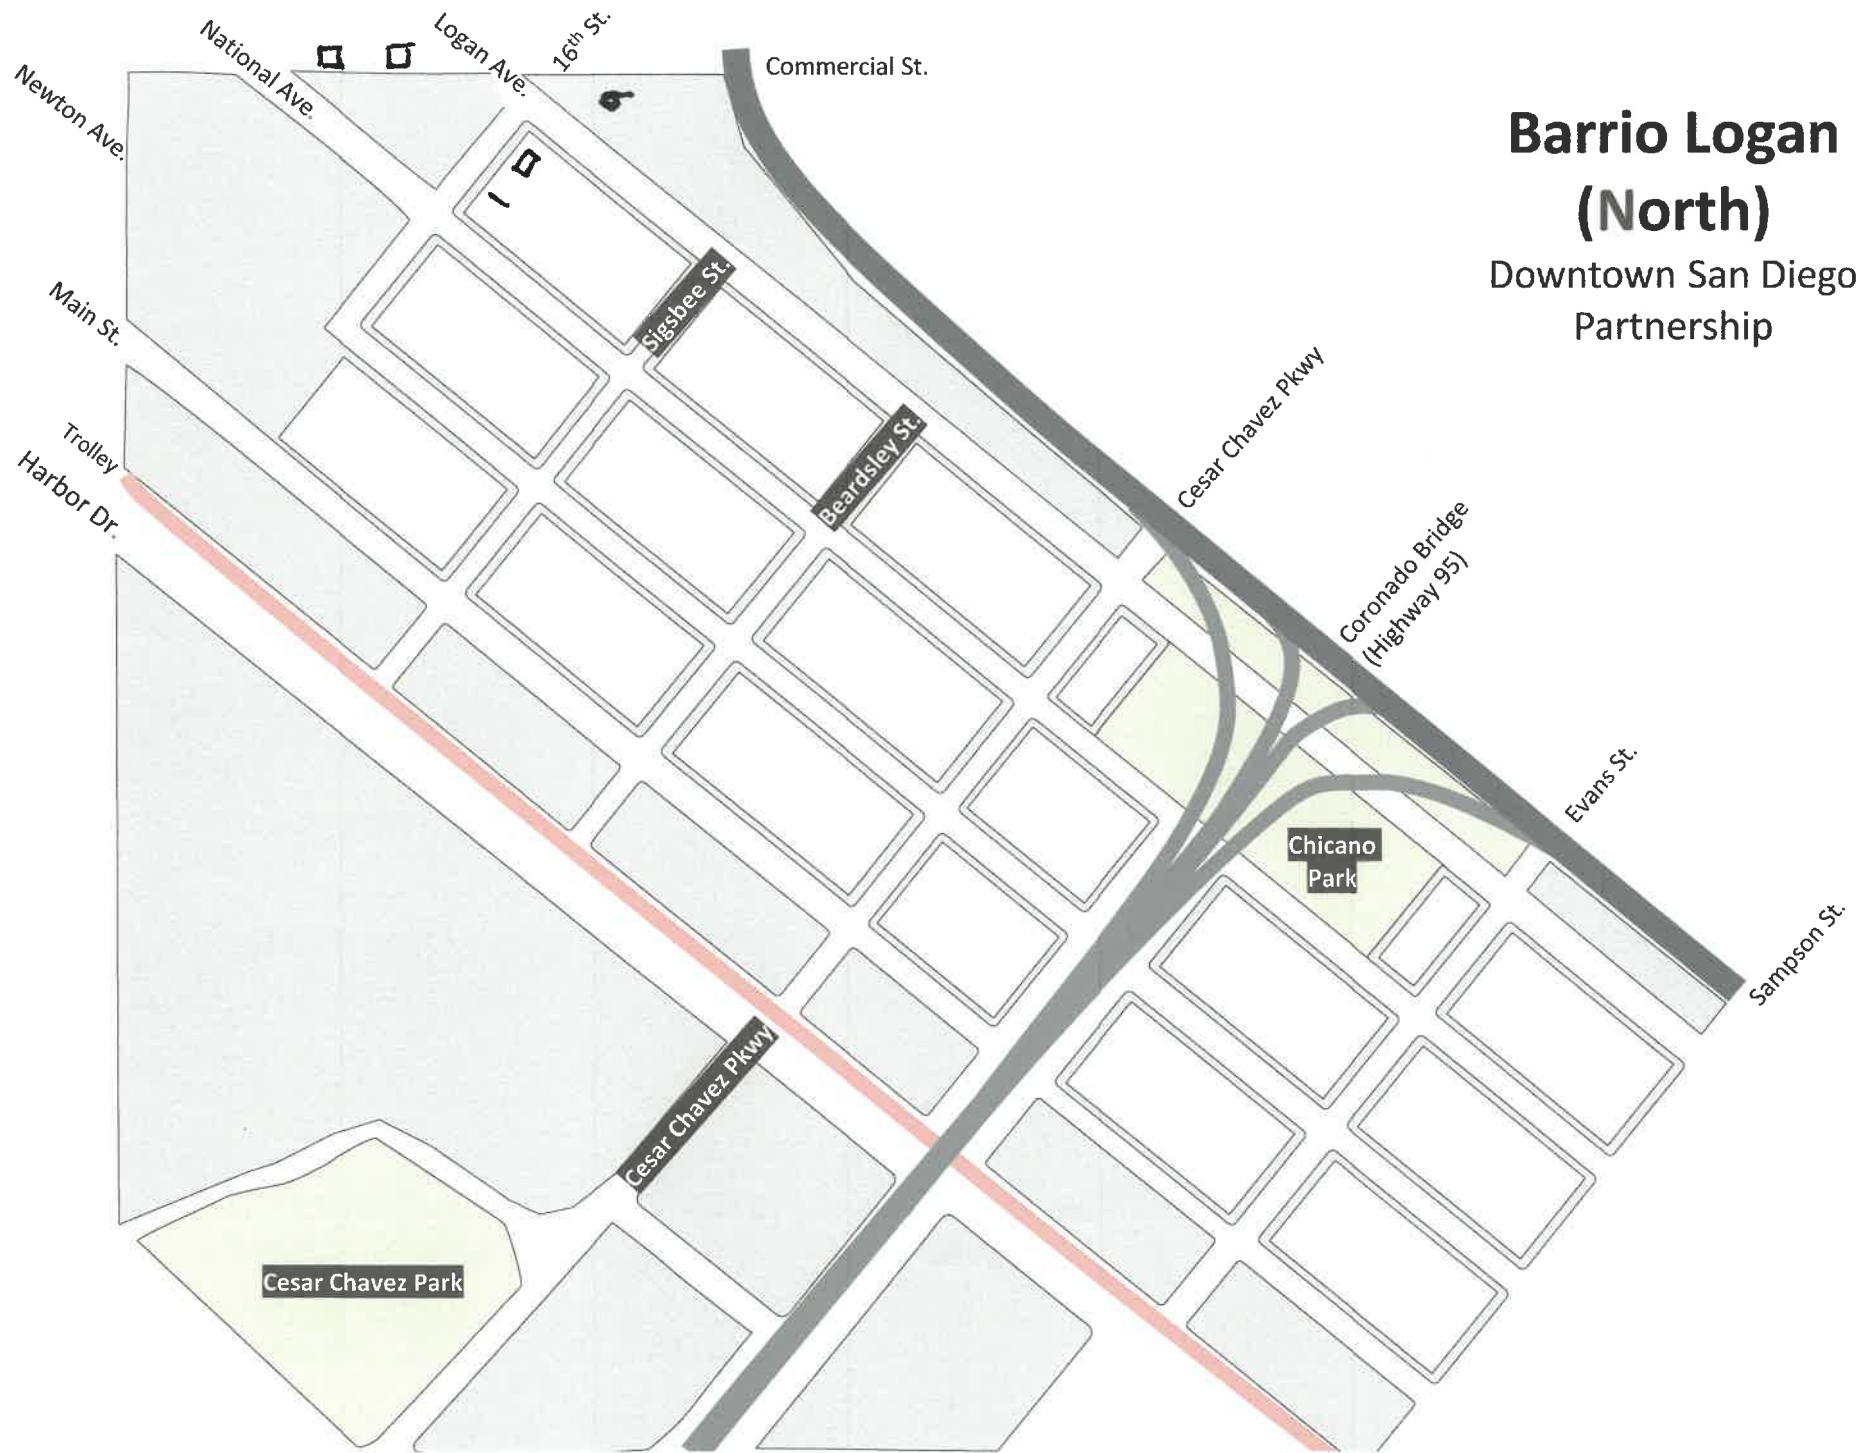 Newton Ave.
National Ave.
Logan Ave.
16th St.
Commercial St.
Barrio Logan
(North)
Downtown San Diego
Partnership
Main St.
Sigsbee St.
Trolley
Harbor Dr.
Beardsley St.
Cesar Chavez Pkwy
Coronado Bridge
(Highway 95)
Evans St.
Chicano
Park
Sampson St.
Cesar Chavez Pkwy
Cesar Chavez Park